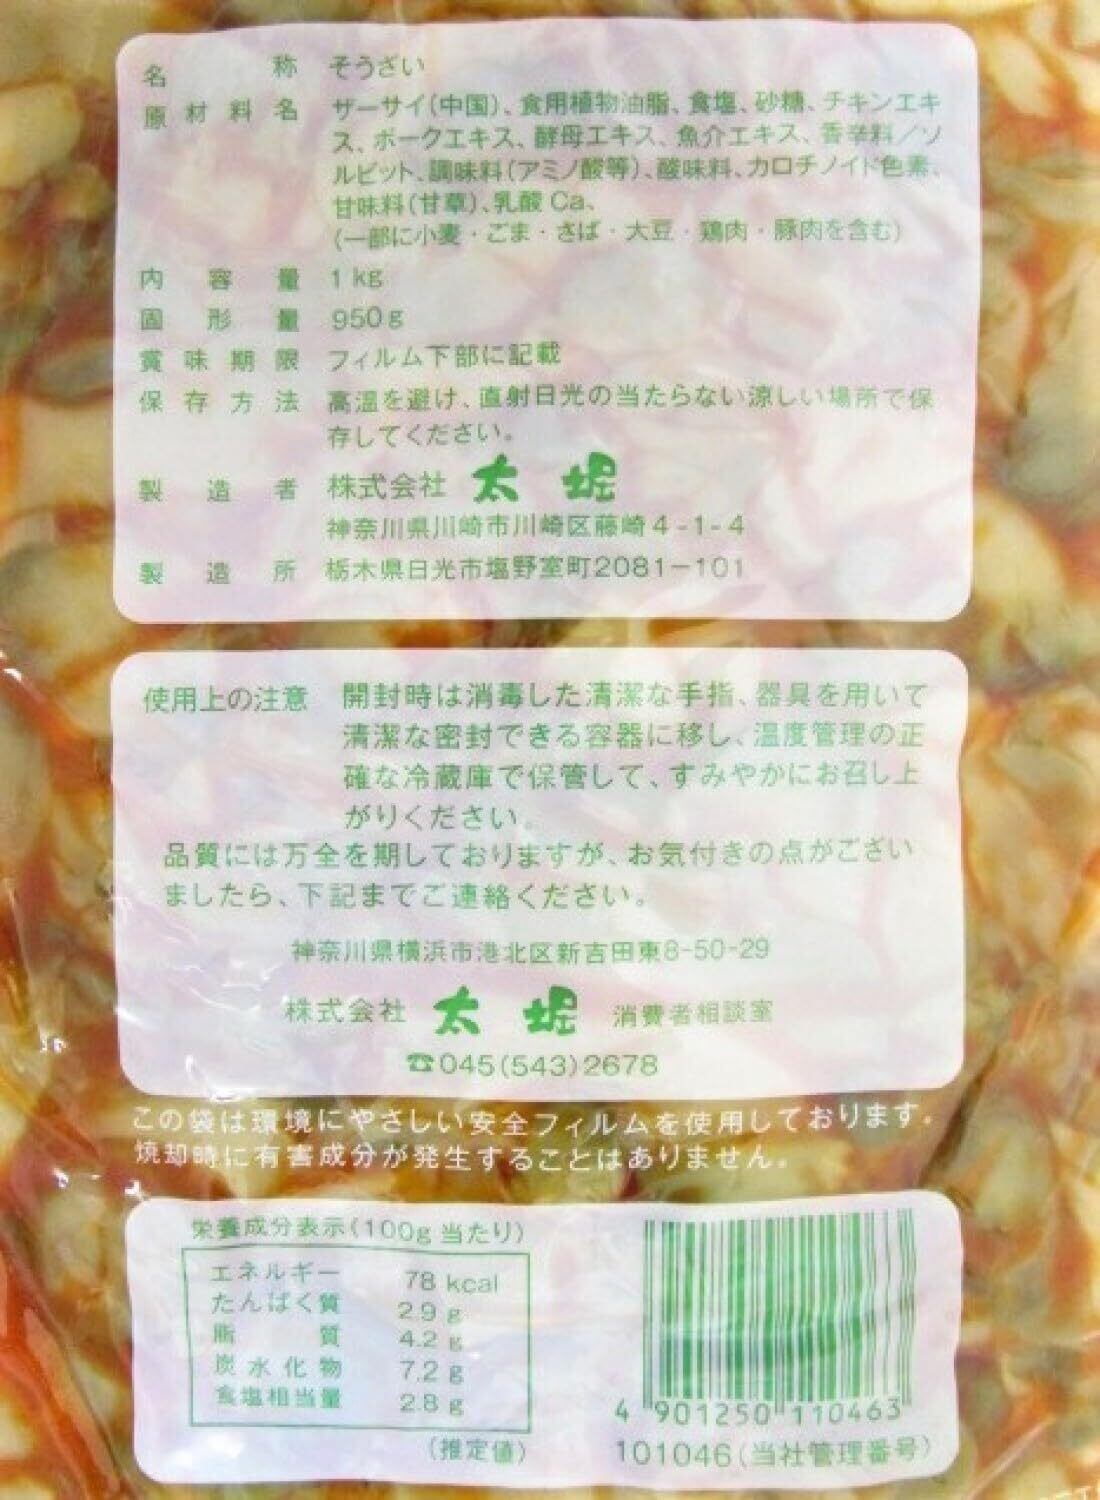 名称 そうざい
原材料名 ザーサイ(中国)、食用植物油脂、食塩、砂糖、チキンエキ
ス、ポークエキス、酵母エキス、魚介エキス、香辛料／ソ
ルビット、調味料(アミノ酸等)、酸味料、カロチノイド色素、
甘味料(甘草)、乳酸Ca、
(一部に小麦・ごま・さば・大豆・鶏肉・豚肉を含む)
内容量 1kg
固形量 950g
賞味期限 フィルム下部に記載
保存方法 高温を避け、直射日光の当たらない涼しい場所で保
存してください。
製造者 株式会社 太堀
神奈川県川崎市川崎区藤崎4-1-4
製造所 栃木県日光市塩野室町2081-101
使用上の注意 開封時は消毒した清潔な手指、器具を用いて
清潔な密封できる容器に移し、温度管理の正
確な冷蔵庫で保管して、すみやかにお召し上
がりください。
品質には万全を期しておりますが、お気付きの点がござい
ましたら、下記までご連絡ください。
神奈川県横浜市港北区新吉田東8-50-29
株式会社 太堀 消費者相談室
☎045(543)2678
この袋は環境にやさしい安全フィルムを使用しております。
焼却時に有害成分が発生することはありません。
栄養成分表示(100g当たり)
エネルギー 78 kcal
たんぱく質 2.9 g
脂質 4.2 g
炭水化物 7.2 g
食塩相当量 2.8 g
(推定値)
4 901250 110463
101046(当社管理番号)